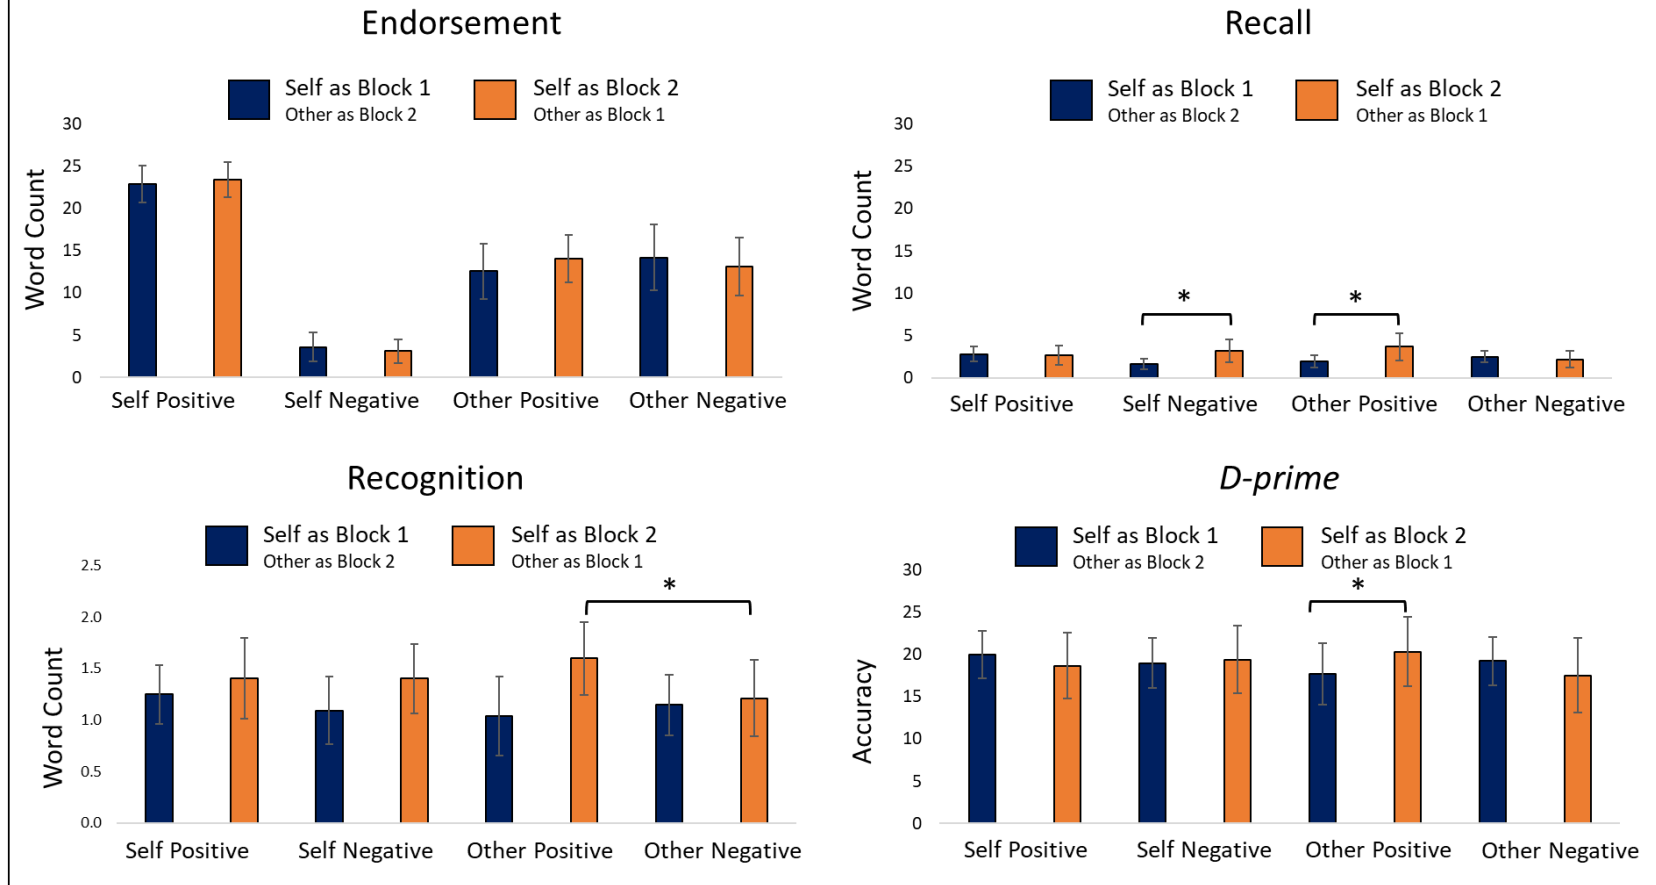 Endorsement
Self as Block 1
Other as Block 2
Self as Block 2
Other as Block 1
Word Count
30
25
20
15
10
5
0
Self Positive
Self Negative
Other Positive
Other Negative
Recall
Self as Block 1
Other as Block 2
Self as Block 2
Other as Block 1
Word Count
30
25
20
15
10
5
0
*
*
Self Positive
Self Negative
Other Positive
Other Negative
Recognition
Self as Block 1
Other as Block 2
Self as Block 2
Other as Block 1
Word Count
2.5
2.0
1.5
1.0
0.5
0.0
*
Self Positive
Self Negative
Other Positive
Other Negative
D-prime
Self as Block 1
Other as Block 2
Self as Block 2
Other as Block 1
Accuracy
30
25
20
15
10
5
0
*
Self Positive
Self Negative
Other Positive
Other Negative